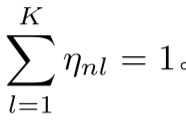 \sum_{l=1}^{K} \eta_{nl} = 1。